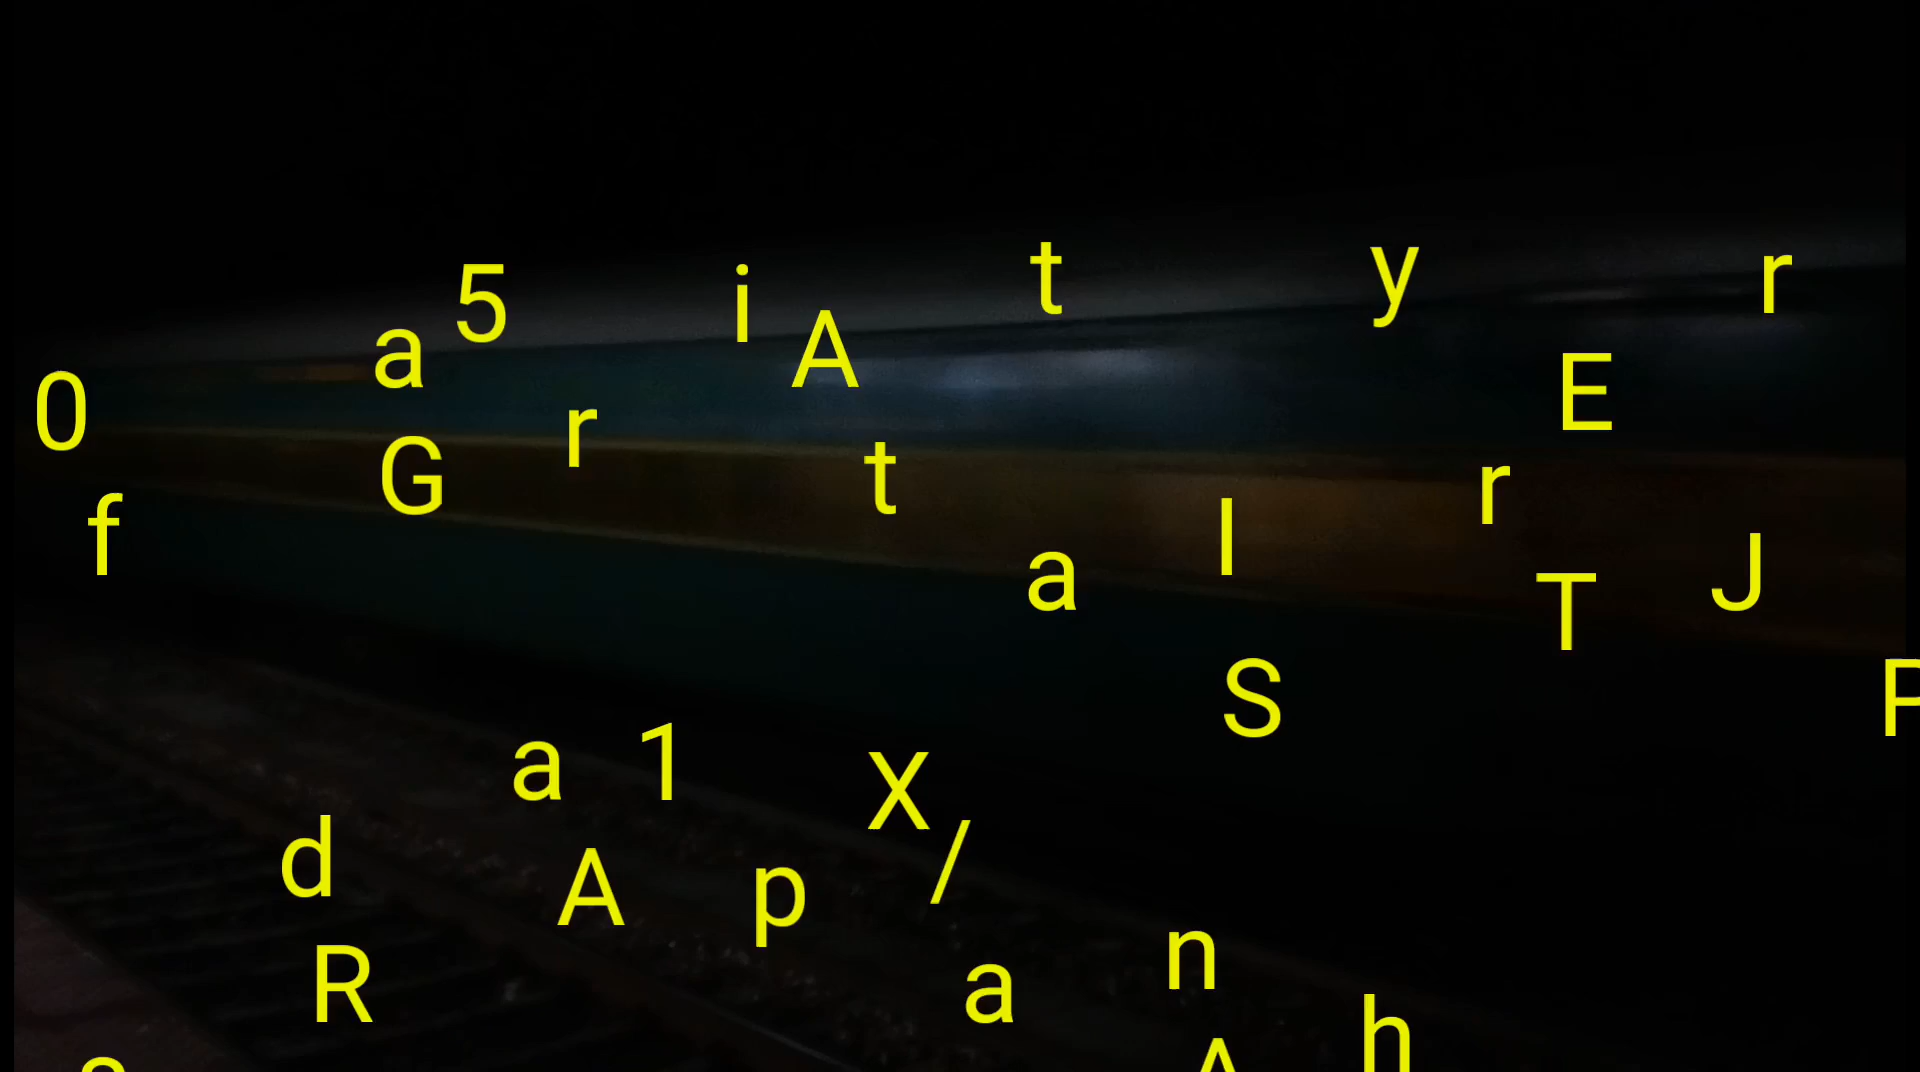 5 i t y r
a A E
0 G r t r
f a l T J
S P
a 1 X
d A p /
R a n h
A